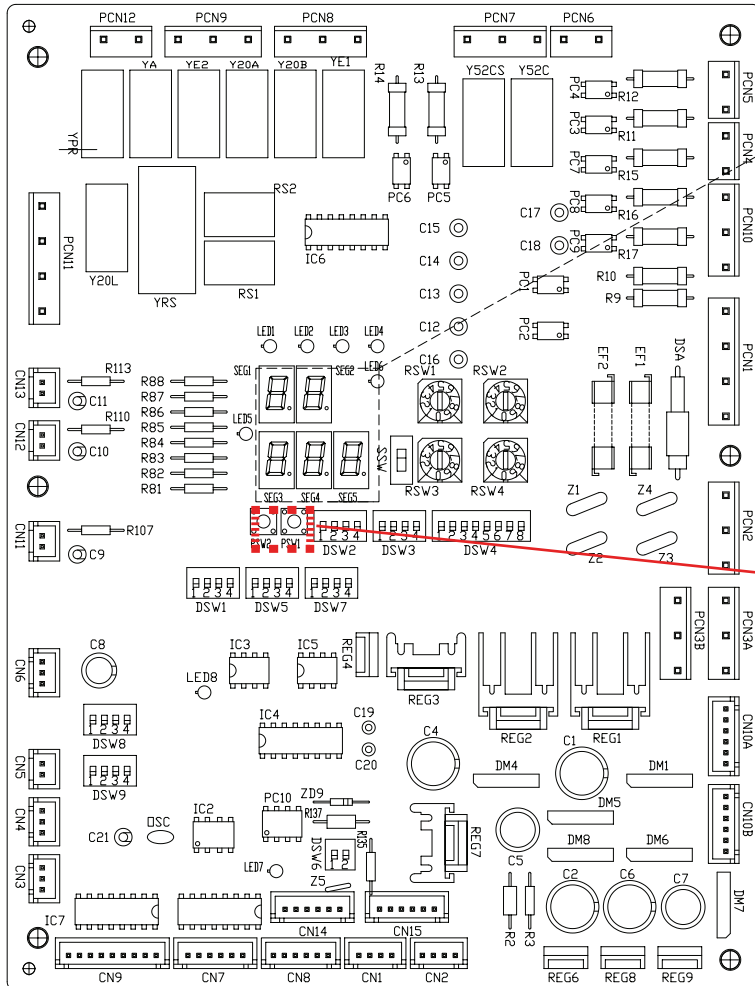 PCN12 PCN9 PCN8 PCN7 PCN6
YA YE2 Y20A Y20B YE1 R14 R13 Y52CS Y52C
PC4 R12 PCN5
PC3 R11
YPR PC7 R15 PCN4
PC6 PC5 PC8 R16
RS2 C17
C15 PC9 R17 PCN10
PCN11 IC6 C18
C14
Y20L YRS RS1 PC1 R10
C13 R9
LED1 LED2 LED3 LED4 C12 PC2
SEG1 SEG2 C16 EF2 EF1 DSA PCN1
R113 LED6 RSW1 RSW2
CN13 R88
C11 R87
R110 R86
CN12 R85 LED5
C10 R84 SSW
R83
R82 RSW3 RSW4
R81 SEG3 SEG4 SEG5 Z1 Z4
CN11 R107 PSW2 PSW1 1 2 3 4 1 2 3 4 1 2 3 4 5 6 7 8 PCN2
C9 DSW2 DSW3 DSW4 Z2 Z3
1 2 3 4 1 2 3 4 1 2 3 4
DSW1 DSW5 DSW7
IC3 IC5 REG4 PCN3B PCN3A
CN6 C8 LED8 REG3
IC4 C19 C4 REG2 REG1 CN10A
1 2 3 4
DSW8 C20 C1
CN5 1 2 3 4 DM4 DM1
DSW9 ZD9
CN4 OSC IC2 PC10 R137 DM5
C21 DSW6 1 2 R135 REG7 C5 DM8 DM6 CN10B
CN3 LED7 Z5 C2 C6 C7 DM7
IC7 CN14 CN15 R2 R3
CN9 CN7 CN8 CN1 CN2 REG6 REG8 REG9